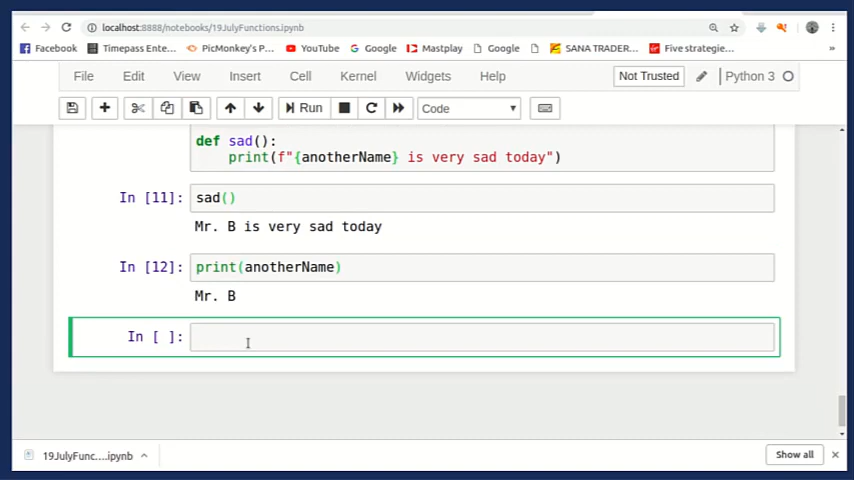 localhost:8888/notebooks/19JulyFunctions.ipynb
Facebook Timepass Ente... PicMonkey's P... YouTube Google Mastplay Google SANA TRADER... Five strategie... »
File Edit View Insert Cell Kernel Widgets Help Not Trusted Python 3
Run Code
def sad():
print(f"{anotherName} is very sad today")
In [11]: sad()
Mr. B is very sad today
In [12]: print(anotherName)
Mr. B
In [ ]:
19JulyFunc....ipynb Show all